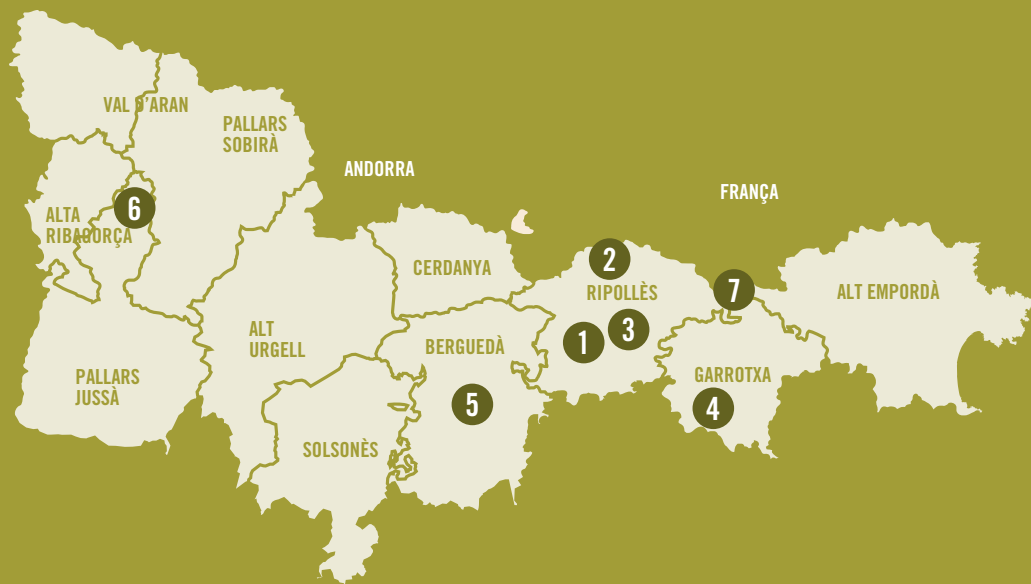 VAL D'ARAN
PALLARS
SOBIRÀ
ANDORRA
FRANÇA
ALTA
RIBAGORÇA
6
CERDANYA
2
RIPOLLÈS
7
ALT EMPORDÀ
ALT
URGELL
BERGUEDÀ
1
3
PALLARS
JUSSÀ
GARROTXA
5
4
SOLSONÈS